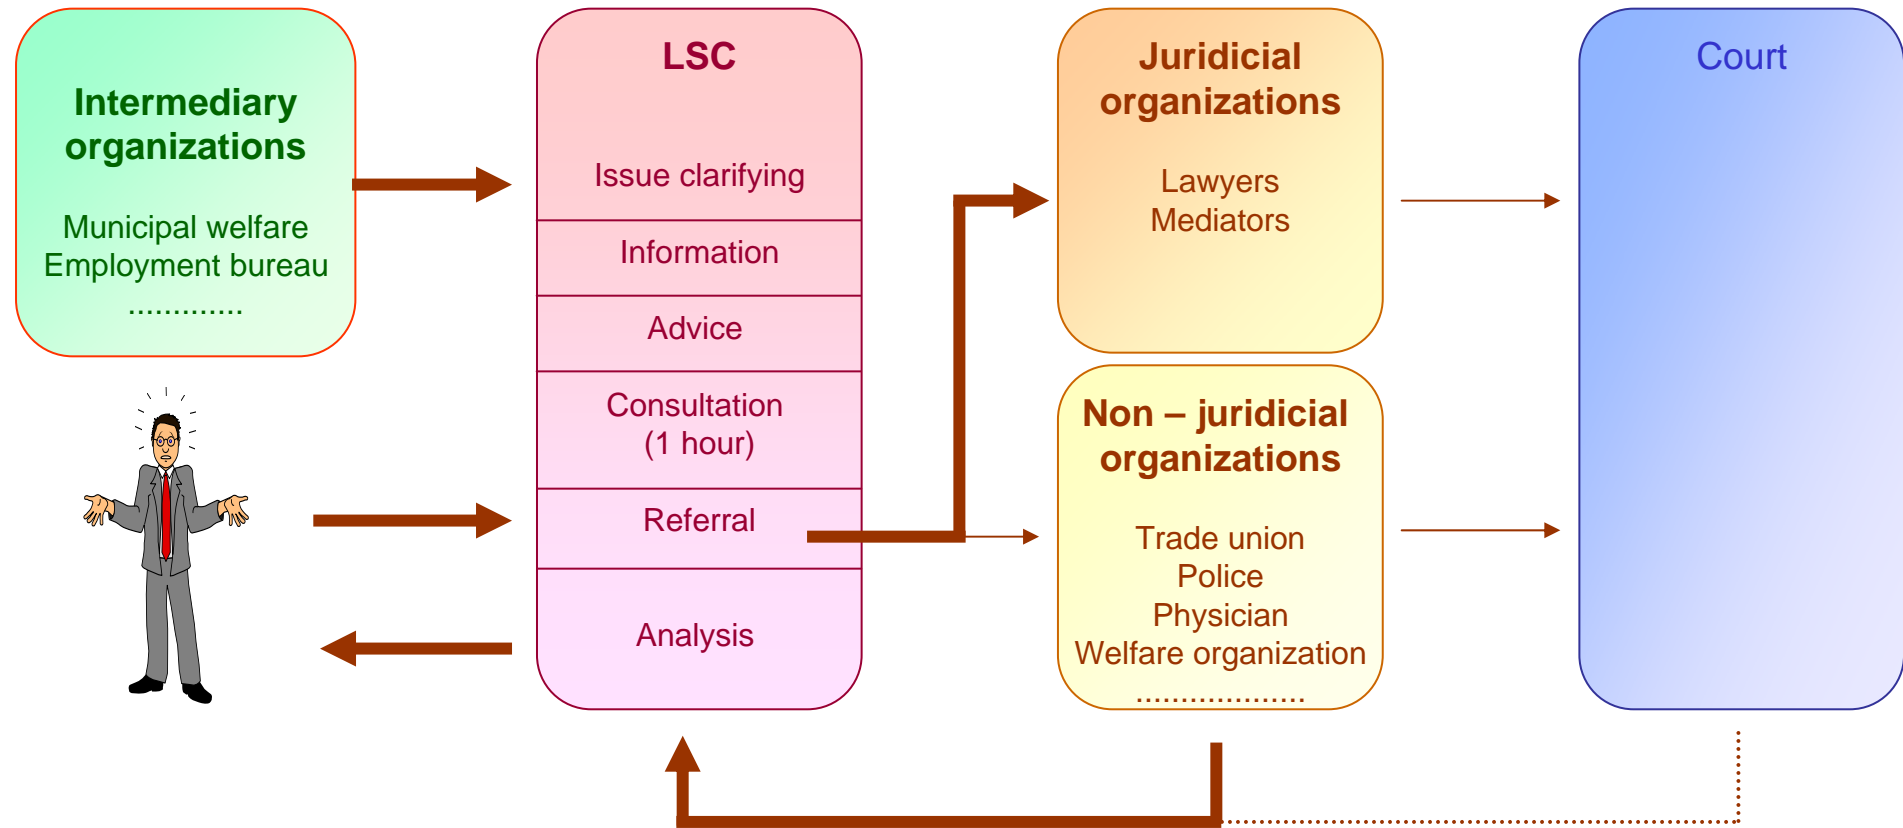 Intermediary
organizations
Municipal welfare
Employment bureau
.............
LSC
Issue clarifying
Information
Advice
Consultation
(1 hour)
Referral
Analysis
Juridicial
organizations
Lawyers
Mediators
Non – juridicial
organizations
Trade union
Police
Physician
Welfare organization
...................
Court